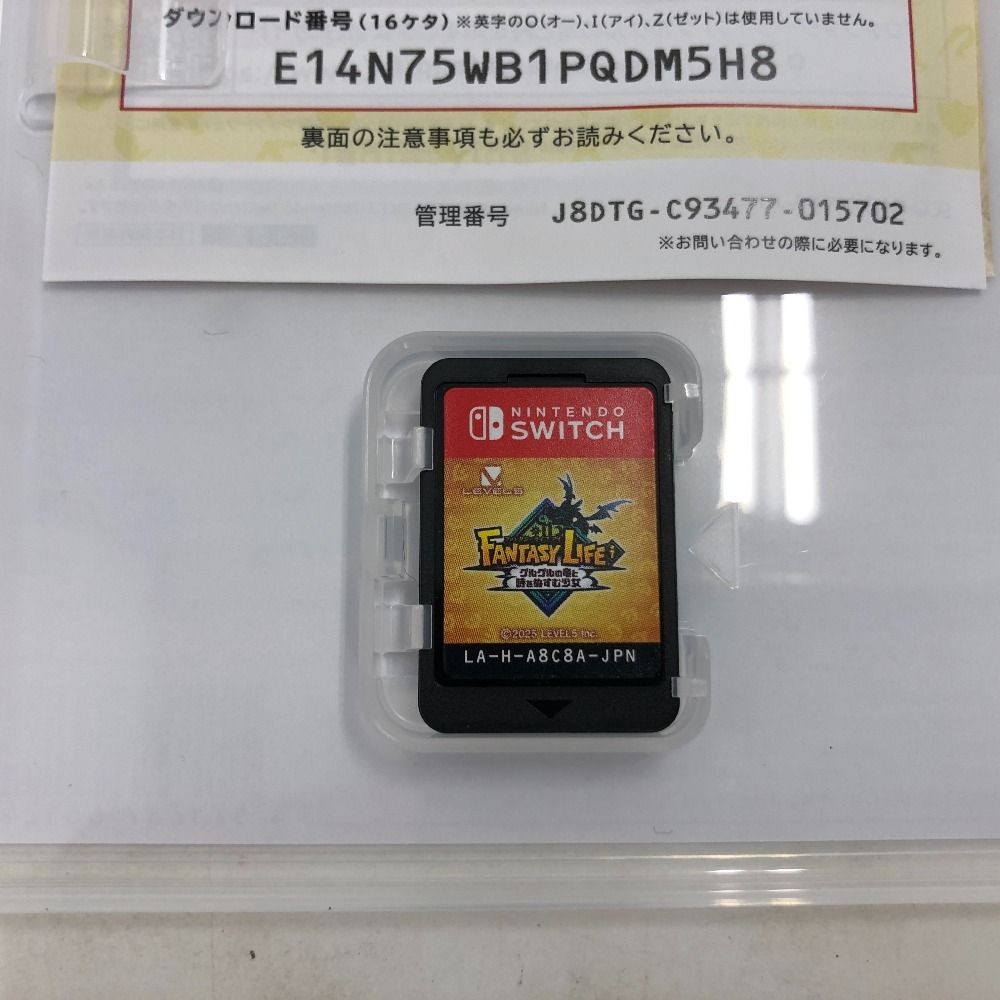 ダウンロード番号(16ケタ) ※英字のO(オー)、I(アイ)、Z(ゼット)は使用していません。
E14N75WB1PQDM5H8
裏面の注意事項も必ずお読みください。
管理番号 J8DTG-C93477-015702
※お問い合わせの際に必要になります。
NINTENDO
SWITCH
LEVEL5
FANTASY LIFE i
グルグルの竜と
時をぬすむ少女
©2025 LEVEL5 Inc.
LA-H-A8C8A-JPN